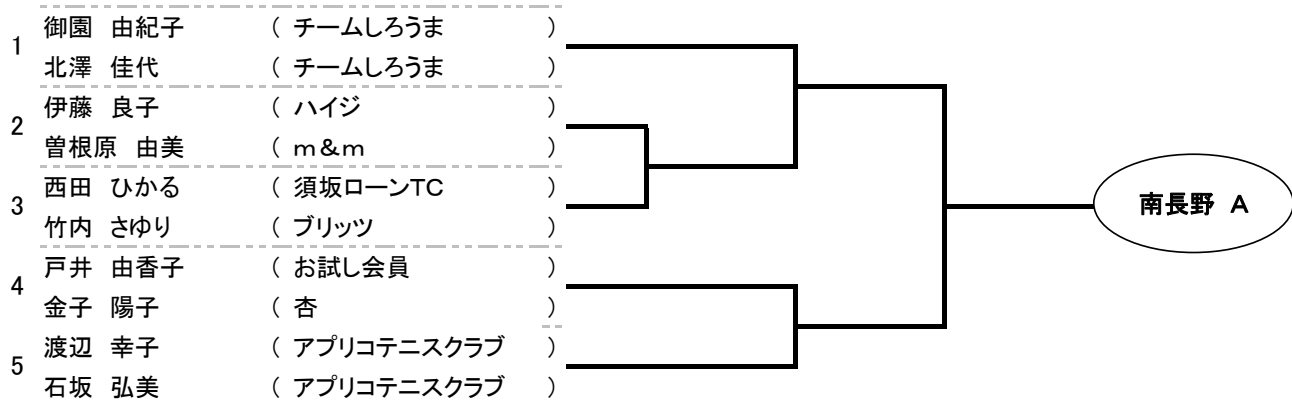 1
御園 由紀子 ( チームしろうま )
北澤 佳代 ( チームしろうま )
2
伊藤 良子 ( ハイジ )
曽根原 由美 ( m&m )
3
西田 ひかる ( 須坂ローンTC )
竹内 さゆり ( ブリッツ )
4
戸井 由香子 ( お試し会員 )
金子 陽子 ( 杏 )
5
渡辺 幸子 ( アプリコテニスクラブ )
石坂 弘美 ( アプリコテニスクラブ )
南長野 A